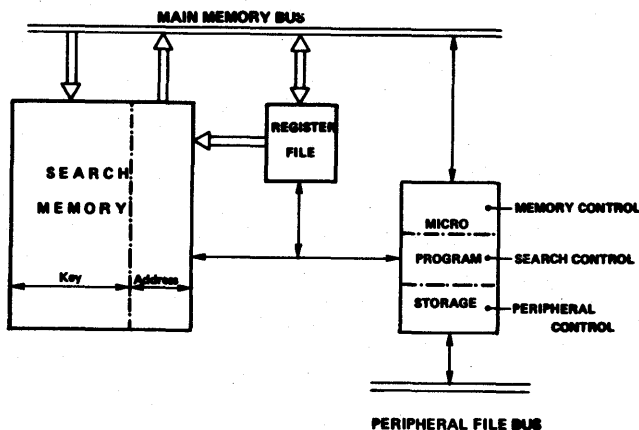 MAIN MEMORY BUS
REGISTER
FILE
SEARCH
MEMORY
Key
Address
MICRO
PROGRAM
STORAGE
MEMORY CONTROL
SEARCH CONTROL
PERIPHERAL
CONTROL
PERIPHERAL FILE BUS